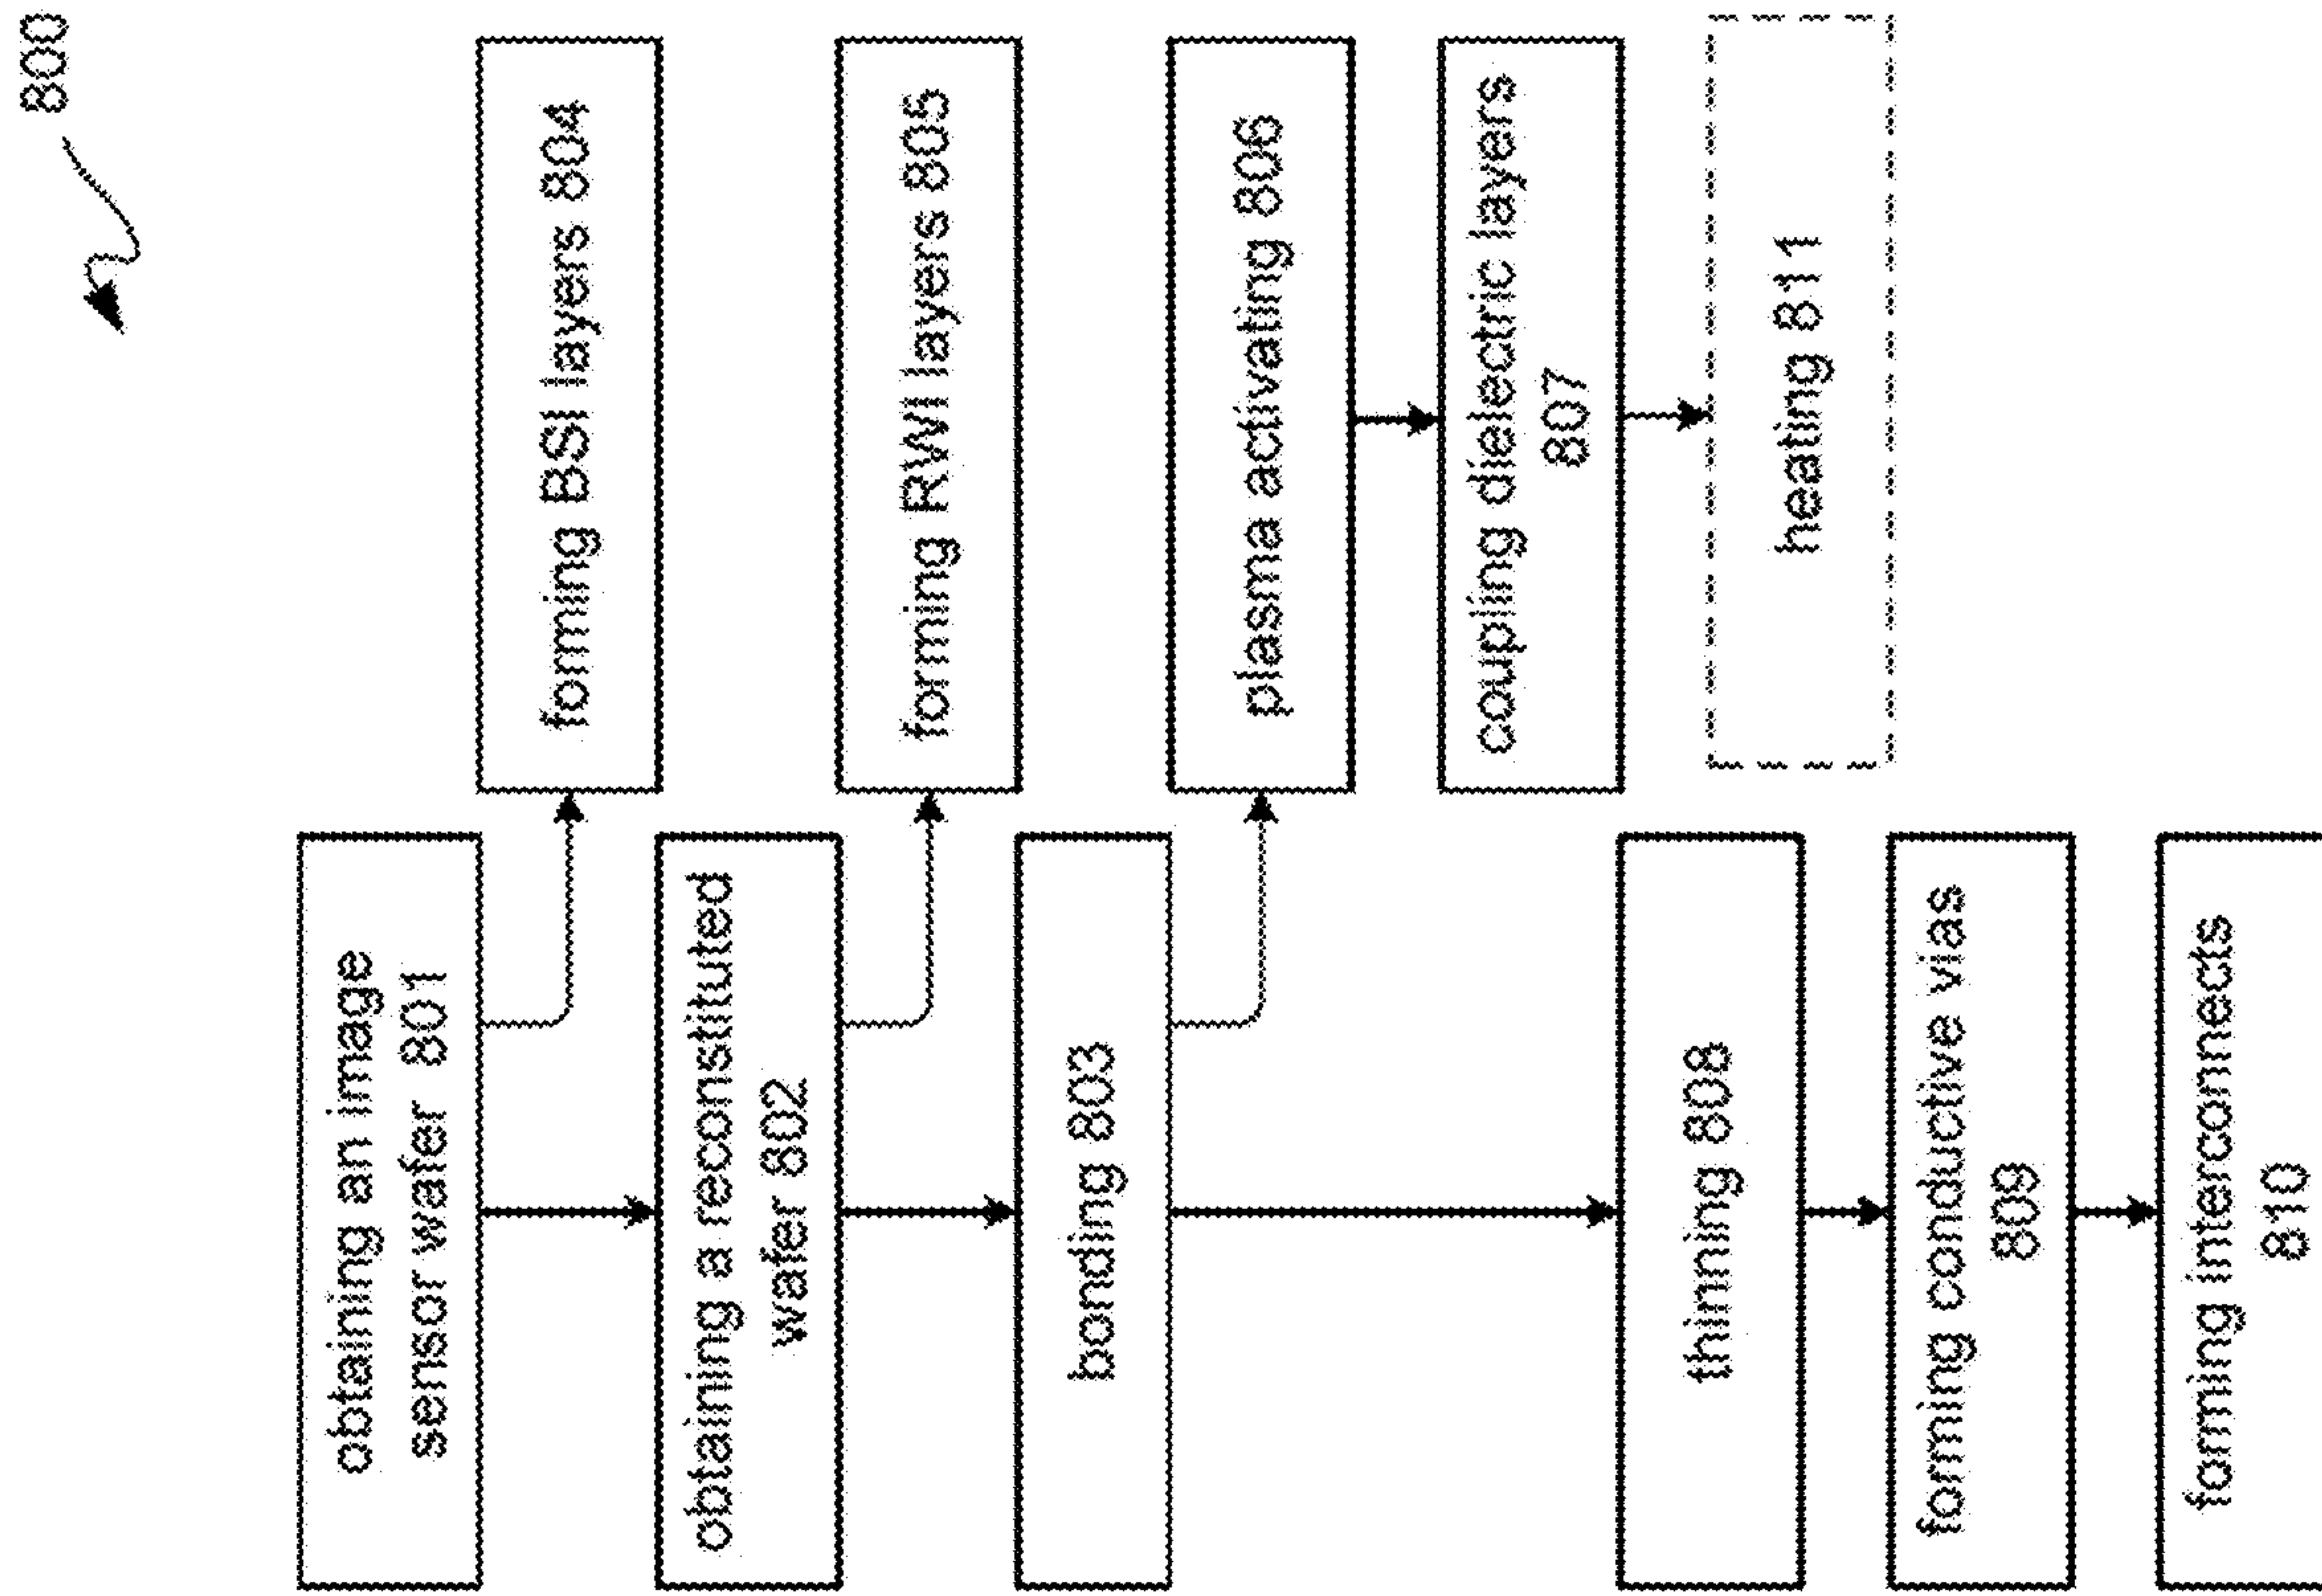 800
obtaining an image
sensor wafer 801
forming BSI layers 804
obtaining a reconstituted
wafer 802
forming RWI layers 805
bonding 803
plasma activating 806
coupling dielectric layers
807
thinning 808
heating 811
forming conductive vias
809
forming interconnects
810